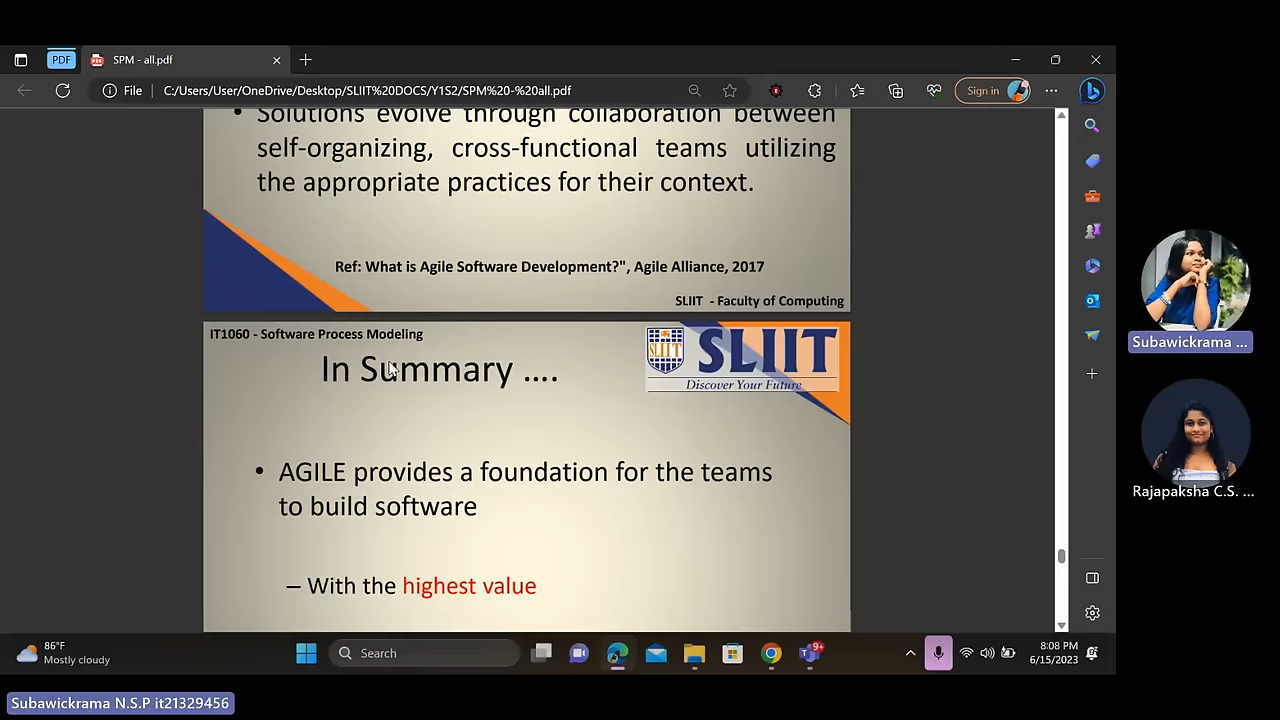 PDF
SPM - all.pdf
File
C:/Users/User/OneDrive/Desktop/SLIIT%20DOCS/Y1S2/SPM%20-%20all.pdf
Sign in
• Solutions evolve through collaboration between
self-organizing, cross-functional teams utilizing
the appropriate practices for their context.
Ref: What is Agile Software Development?", Agile Alliance, 2017
SLIIT - Faculty of Computing
IT1060 - Software Process Modeling
In Summary ....
SLIIT
SLIIT
Discover Your Future
• AGILE provides a foundation for the teams
to build software
– With the highest value
Subawickrama ...
Rajapaksha C.S. ...
86°F
Mostly cloudy
Search
9+
8:08 PM
6/15/2023
Subawickrama N.S.P it21329456